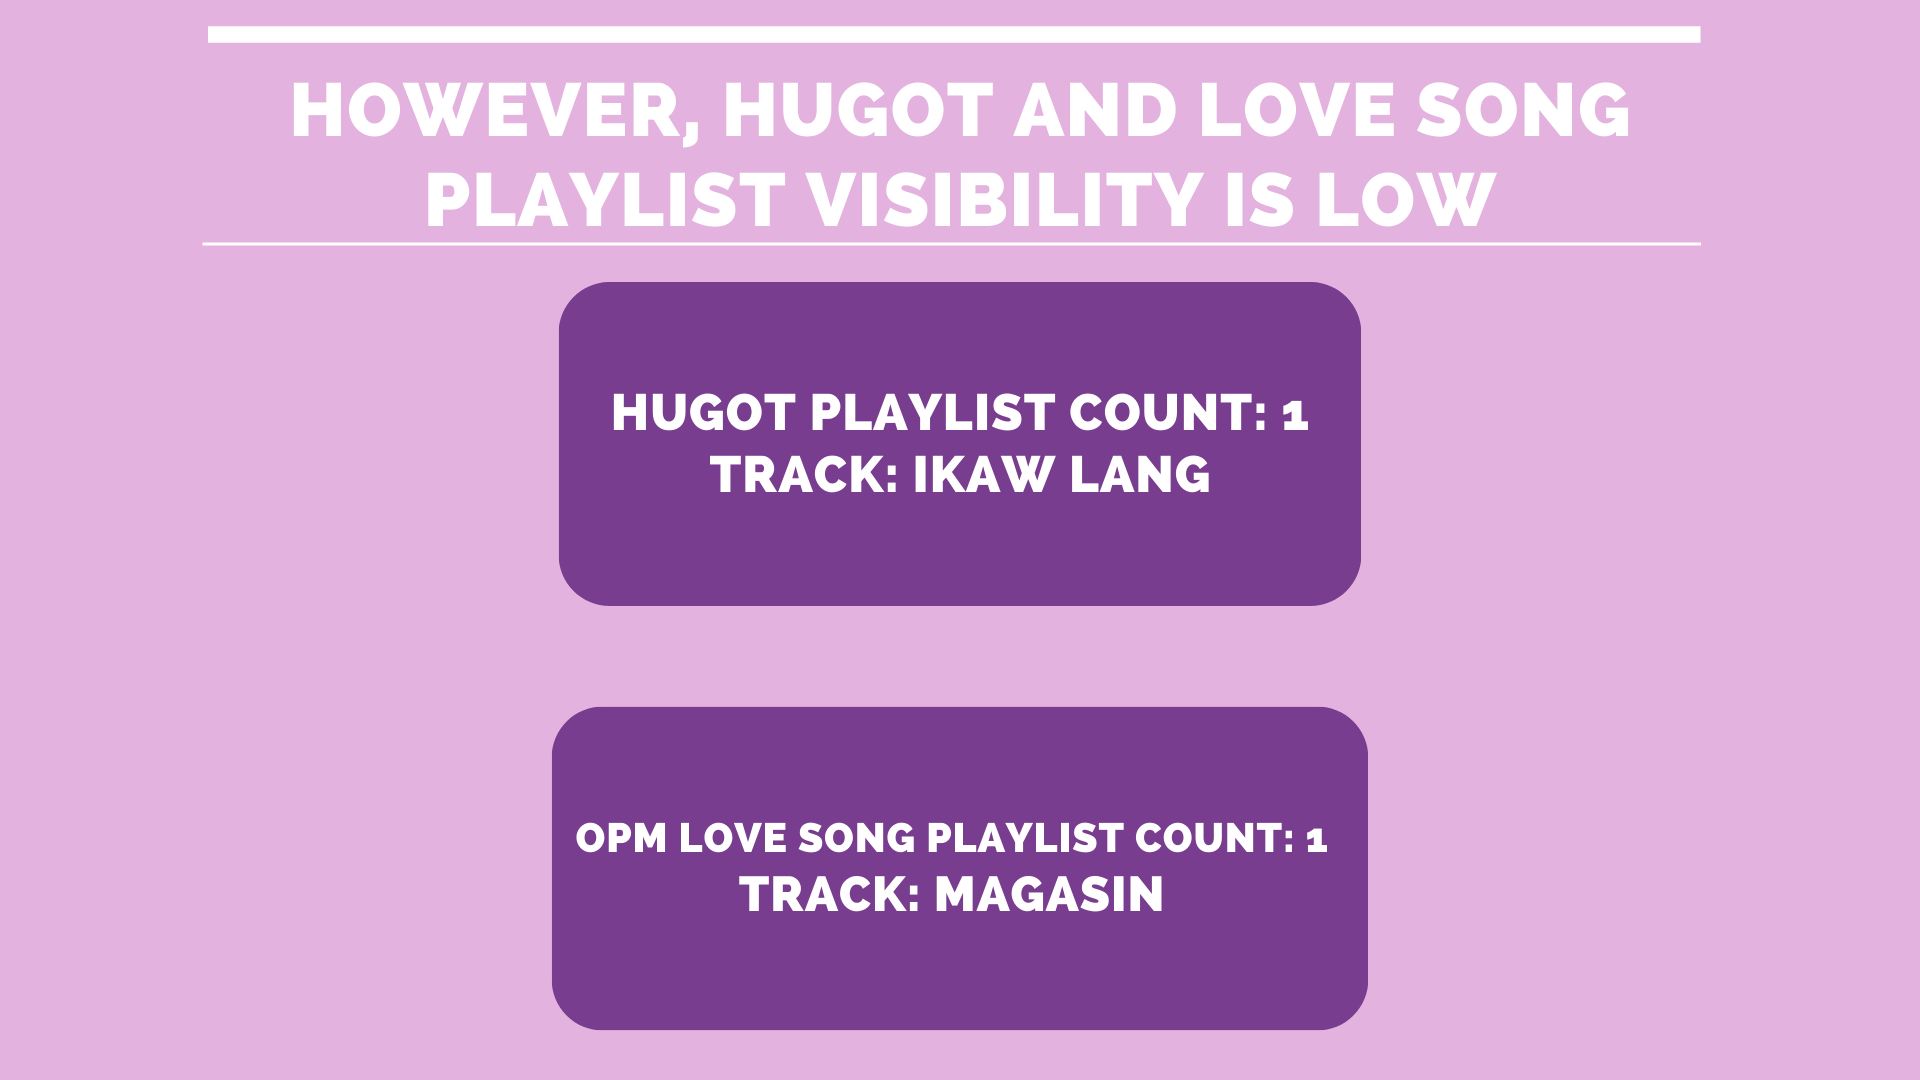 HOWEVER, HUGOT AND LOVE SONG
PLAYLIST VISIBILITY IS LOW
HUGOT PLAYLIST COUNT: 1
TRACK: IKAW LANG
OPM LOVE SONG PLAYLIST COUNT: 1
TRACK: MAGASIN